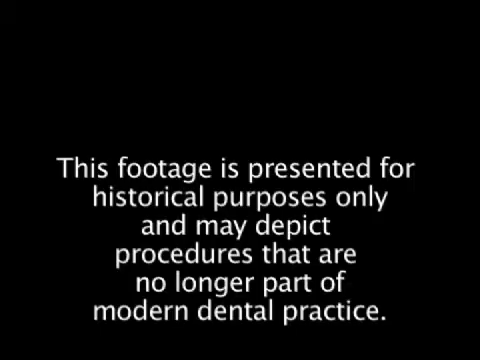 This footage is presented for
historical purposes only
and may depict
procedures that are
no longer part of
modern dental practice.